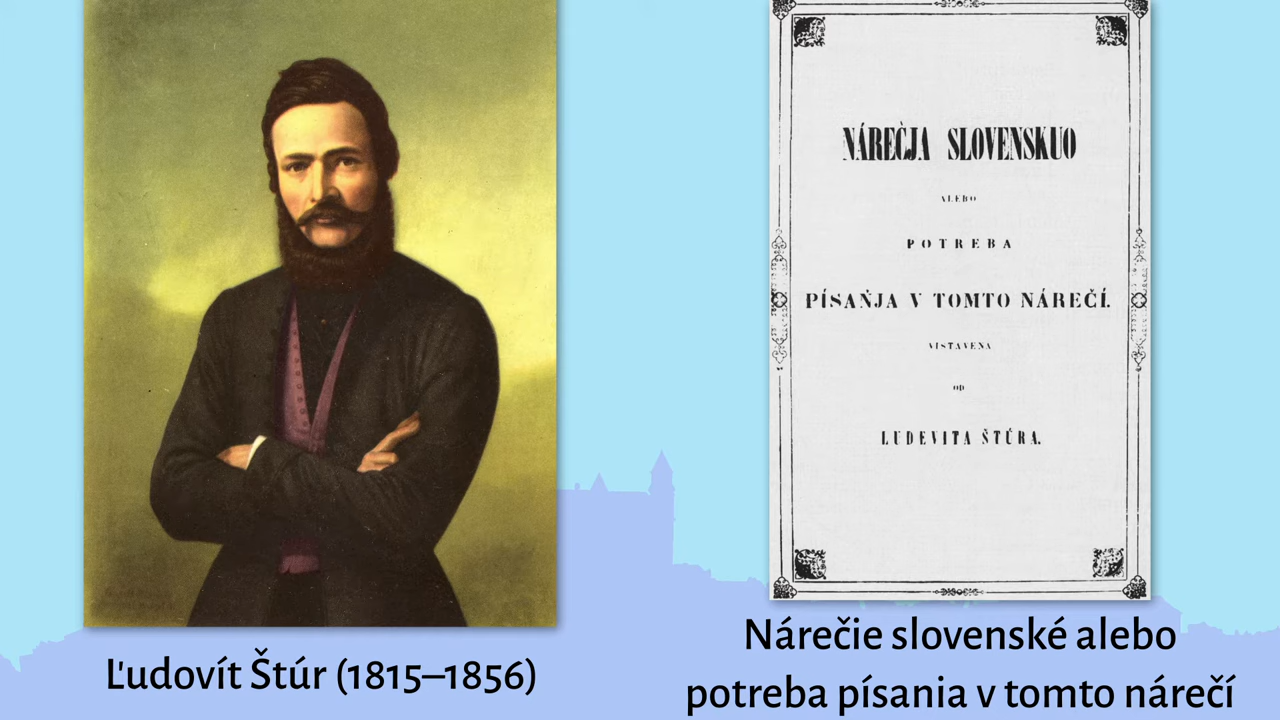 NÁREČJA SLOVENSKUO
ALEBO
POTREBA
PÍSAŇJA V TOMTO NÁREČÍ.
VISTAVENA
OD
LUDEVITA ŠTÚRA.
Ľudovít Štúr (1815–1856)
Nárečie slovenské alebo
potreba písania v tomto nárečí